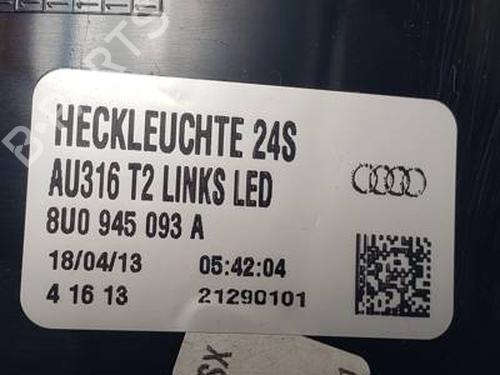 B-PARTS
HECKLEUCHTE 24S
AU316 T2 LINKS LED
8U0 945 093 A
18/04/13 05:42:04
4 16 13 21290101